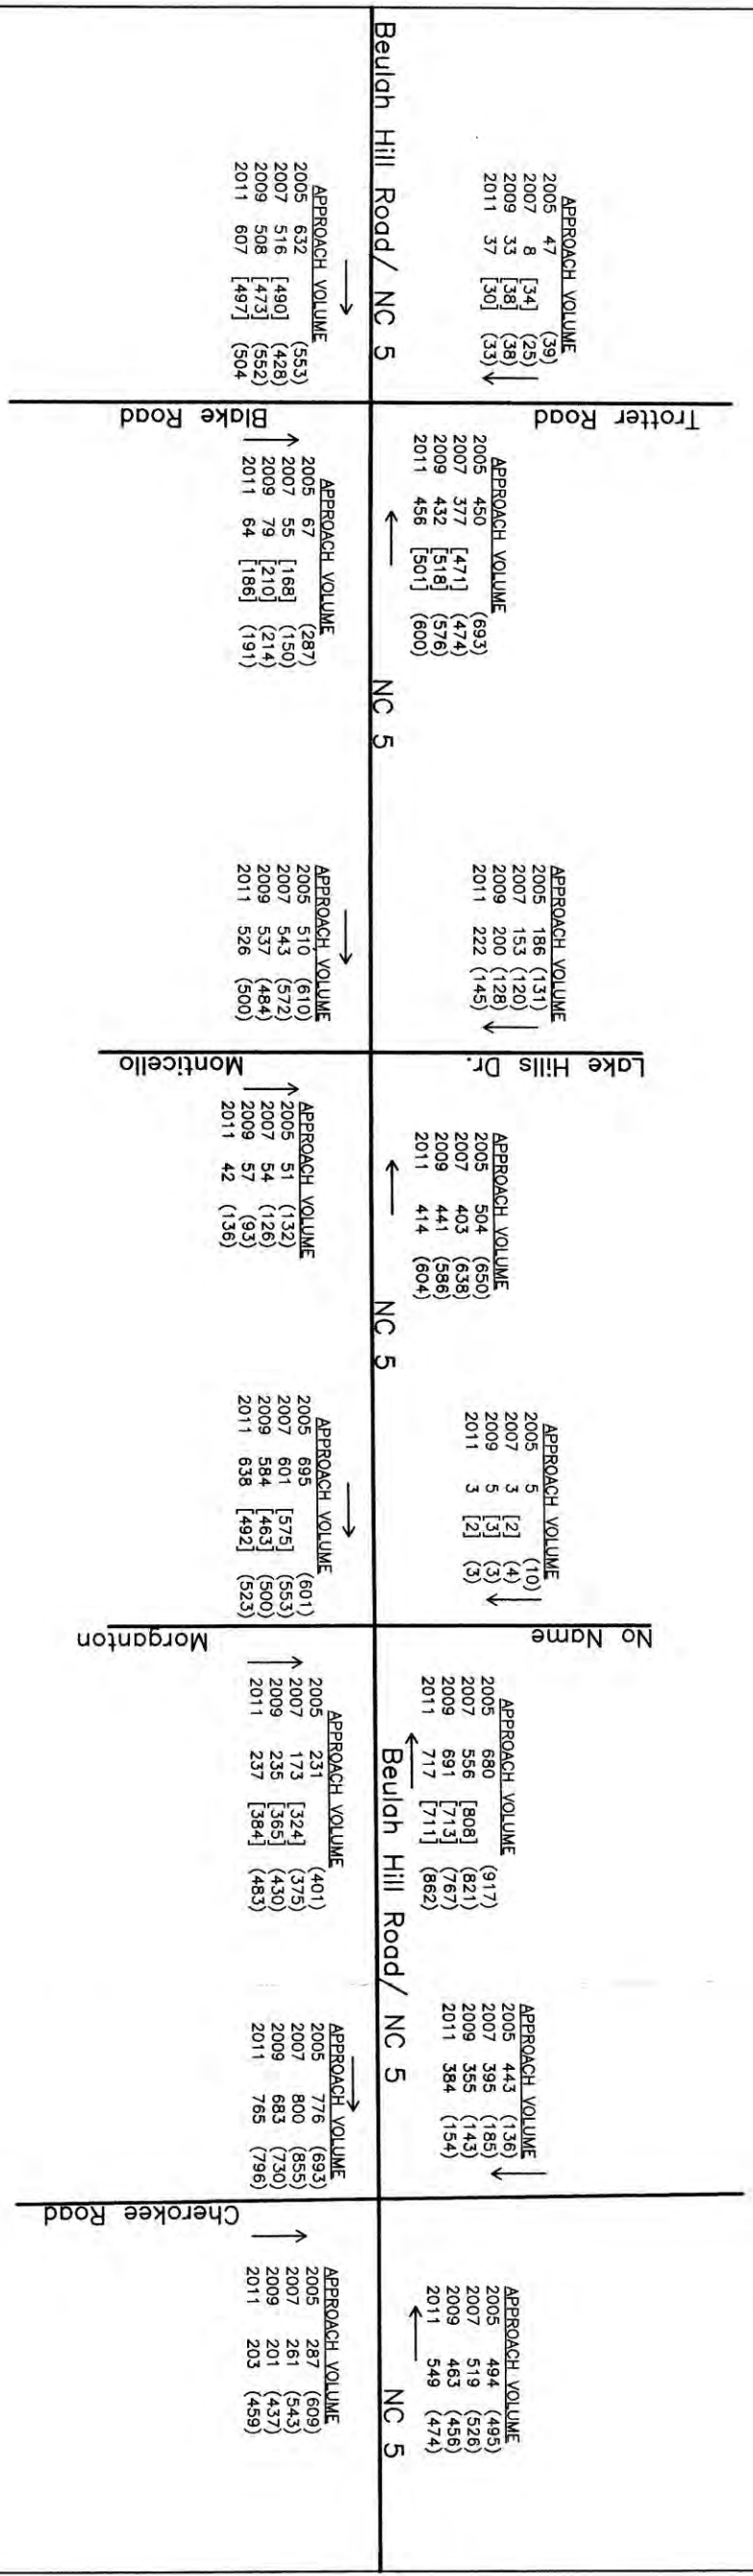 Beulah Hill Road/ NC 5
APPROACH VOLUME
2005 47 (39)
2007 8 [34] (25)
2009 33 [38] (38)
2011 37 [30] (33)
APPROACH VOLUME
2005 632 (553)
2007 516 [490] (428)
2009 508 [473] (552)
2011 607 [497] (504
Trotter Road
Blake Road
APPROACH VOLUME
2005 450 (693)
2007 377 [471] (474)
2009 432 [518] (576)
2011 456 [501] (600)
APPROACH VOLUME
2005 67 (287)
2007 55 [168] (150)
2009 79 [210] (214)
2011 64 [186] (191)
NC 5
APPROACH VOLUME
2005 186 (131)
2007 153 (120)
2009 200 (128)
2011 222 (145)
APPROACH VOLUME
2005 510 (610)
2007 543 (572)
2009 537 (484)
2011 526 (500)
Lake Hills Dr.
Monticello
APPROACH VOLUME
2005 504 (650)
2007 403 (638)
2009 441 (586)
2011 414 (604)
APPROACH VOLUME
2005 51 (132)
2007 54 (126)
2009 57 (93)
2011 42 (136)
NC 5
APPROACH VOLUME
2005 5 (10)
2007 3 [2] (4)
2009 5 [3] (3)
2011 3 [2] (3)
APPROACH VOLUME
2005 695 (601)
2007 601 [575] (553)
2009 584 [463] (500)
2011 638 [492] (523)
No Name
Morganton
APPROACH VOLUME
2005 680 (917)
2007 556 [808] (821)
2009 691 [713] (767)
2011 717 [711] (862)
APPROACH VOLUME
2005 231 (401)
2007 173 [324] (375)
2009 235 [365] (430)
2011 237 [384] (483)
Beulah Hill Road/ NC 5
APPROACH VOLUME
2005 443 (136)
2007 395 (185)
2009 355 (143)
2011 384 (154)
APPROACH VOLUME
2005 776 (693)
2007 800 (855)
2009 683 (730)
2011 765 (796)
Cherokee Road
APPROACH VOLUME
2005 494 (495)
2007 519 (526)
2009 463 (456)
2011 549 (474)
APPROACH VOLUME
2005 287 (609)
2007 261 (543)
2009 201 (437)
2011 203 (459)
NC 5